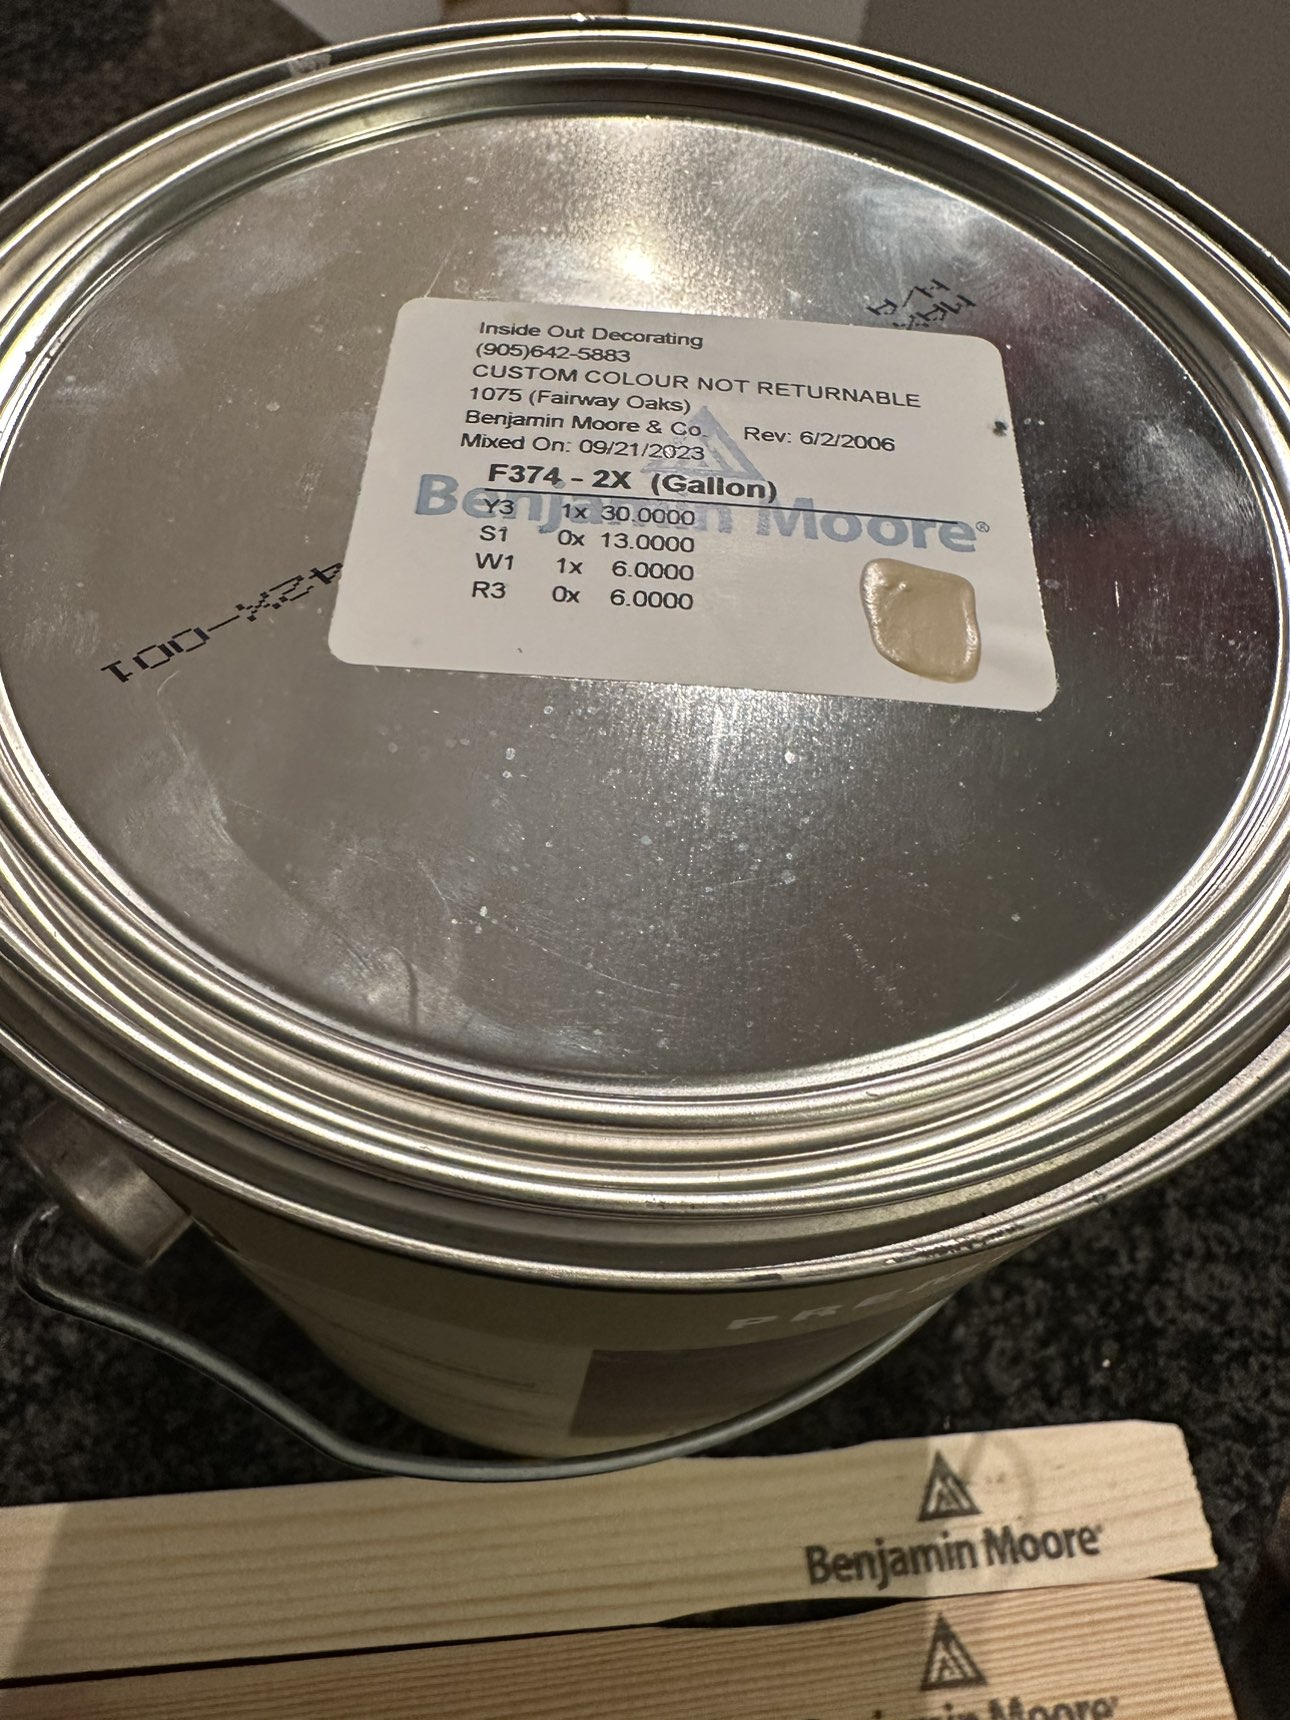 Inside Out Decorating
(905)642-5883
CUSTOM COLOUR NOT RETURNABLE
1075 (Fairway Oaks)
Benjamin Moore & Co. Rev: 6/2/2006
Mixed On: 09/21/2023
F374 - 2X (Gallon)
Benjamin Moore®
Y3 1x 30.0000
S1 0x 13.0000
W1 1x 6.0000
R3 0x 6.0000
Benjamin Moore®
Moore®